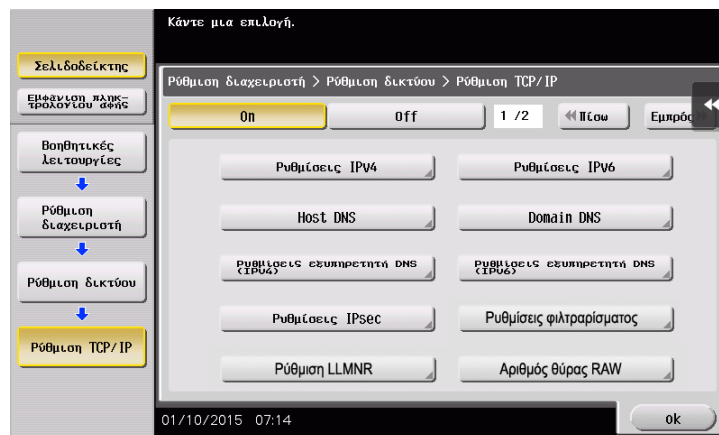 Κάντε μια επιλογή.
Σελιδοδείκτης
Ρύθμιση διαχειριστή > Ρύθμιση δικτύου > Ρύθμιση TCP/IP
Εμφάνιση πληκ-
τρολογίου αφής
On
Off
1 /2
Πίσω
Εμπρός
Βοηθητικές
λειτουργίες
Ρυθμίσεις IPv4
Ρυθμίσεις IPv6
Ρύθμιση
διαχειριστή
Host DNS
Domain DNS
Ρύθμιση δικτύου
Ρυθμίσεις εξυπηρετητή DNS
(IPv4)
Ρυθμίσεις εξυπηρετητή DNS
(IPv6)
Ρύθμιση TCP/IP
Ρυθμίσεις IPsec
Ρυθμίσεις φιλτραρίσματος
Ρύθμιση LLMNR
Αριθμός θύρας RAW
01/10/2015 07:14
ok